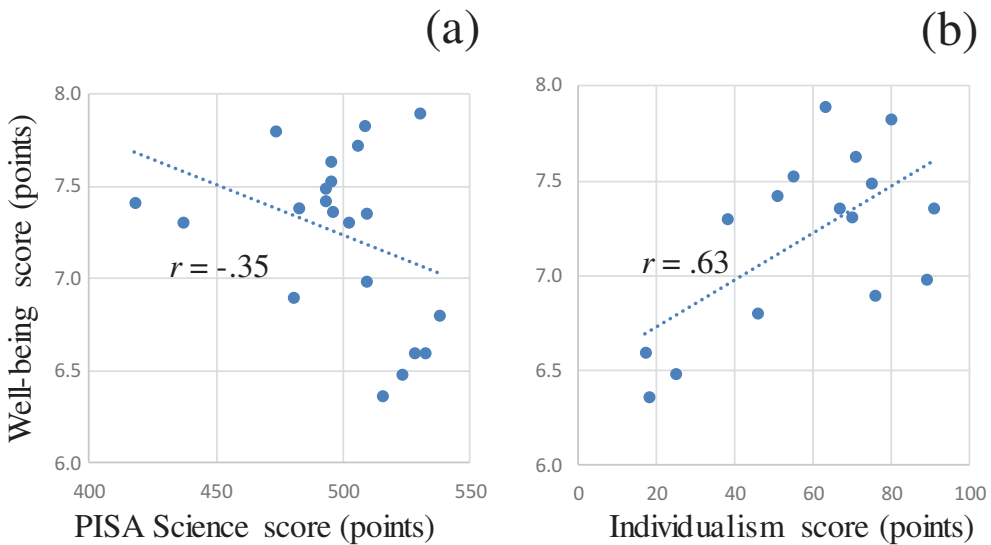 (a)
8.0
7.5
7.0
6.5
6.0
400
450
500
550
r = -.35
Well-being score (points)
PISA Science score (points)
(b)
8.0
7.5
7.0
6.5
6.0
0
20
40
60
80
100
r = .63
Individualism score (points)